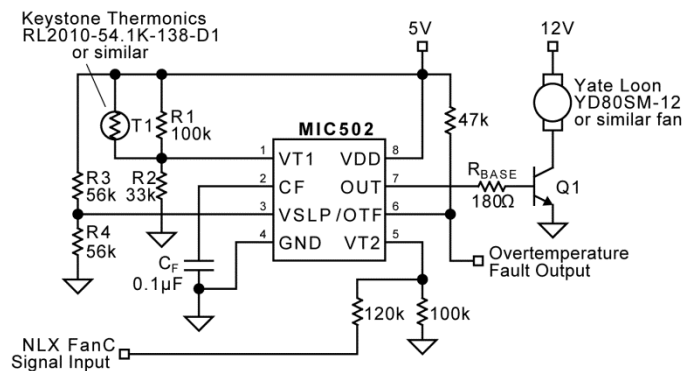 Keystone Thermonics
RL2010-54.1K-138-D1
or similar
5V
12V
Yate Loon
YD80SM-12
or similar fan
T1
R1
100k
47k
MIC502
1
VT1
VDD
8
R3
56k
R2
33k
2
CF
OUT
7
RBASE
180Ω
Q1
3
VSLP
/OTF
6
R4
56k
4
GND
VT2
5
CF
0.1µF
Overtemperature
Fault Output
120k
100k
NLX FanC
Signal Input